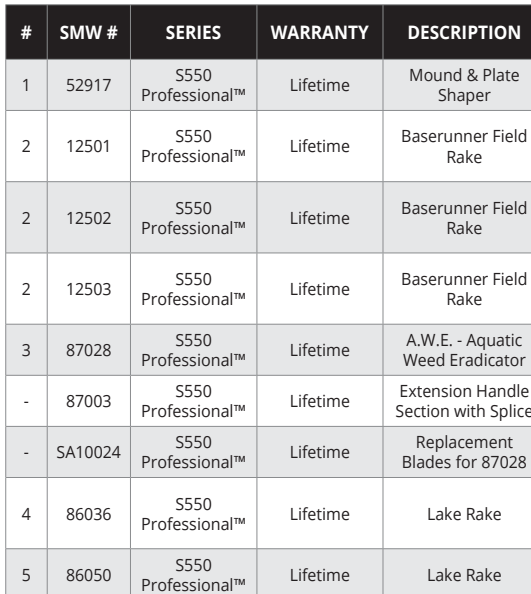 # SMW # SERIES WARRANTY DESCRIPTION
1 52917 S550 Professional™ Lifetime Mound & Plate Shaper
2 12501 S550 Professional™ Lifetime Baserunner Field Rake
2 12502 S550 Professional™ Lifetime Baserunner Field Rake
2 12503 S550 Professional™ Lifetime Baserunner Field Rake
3 87028 S550 Professional™ Lifetime A.W.E. - Aquatic Weed Eradicator
- 87003 S550 Professional™ Lifetime Extension Handle Section with Splice
- SA10024 S550 Professional™ Lifetime Replacement Blades for 87028
4 86036 S550 Professional™ Lifetime Lake Rake
5 86050 S550 Professional™ Lifetime Lake Rake